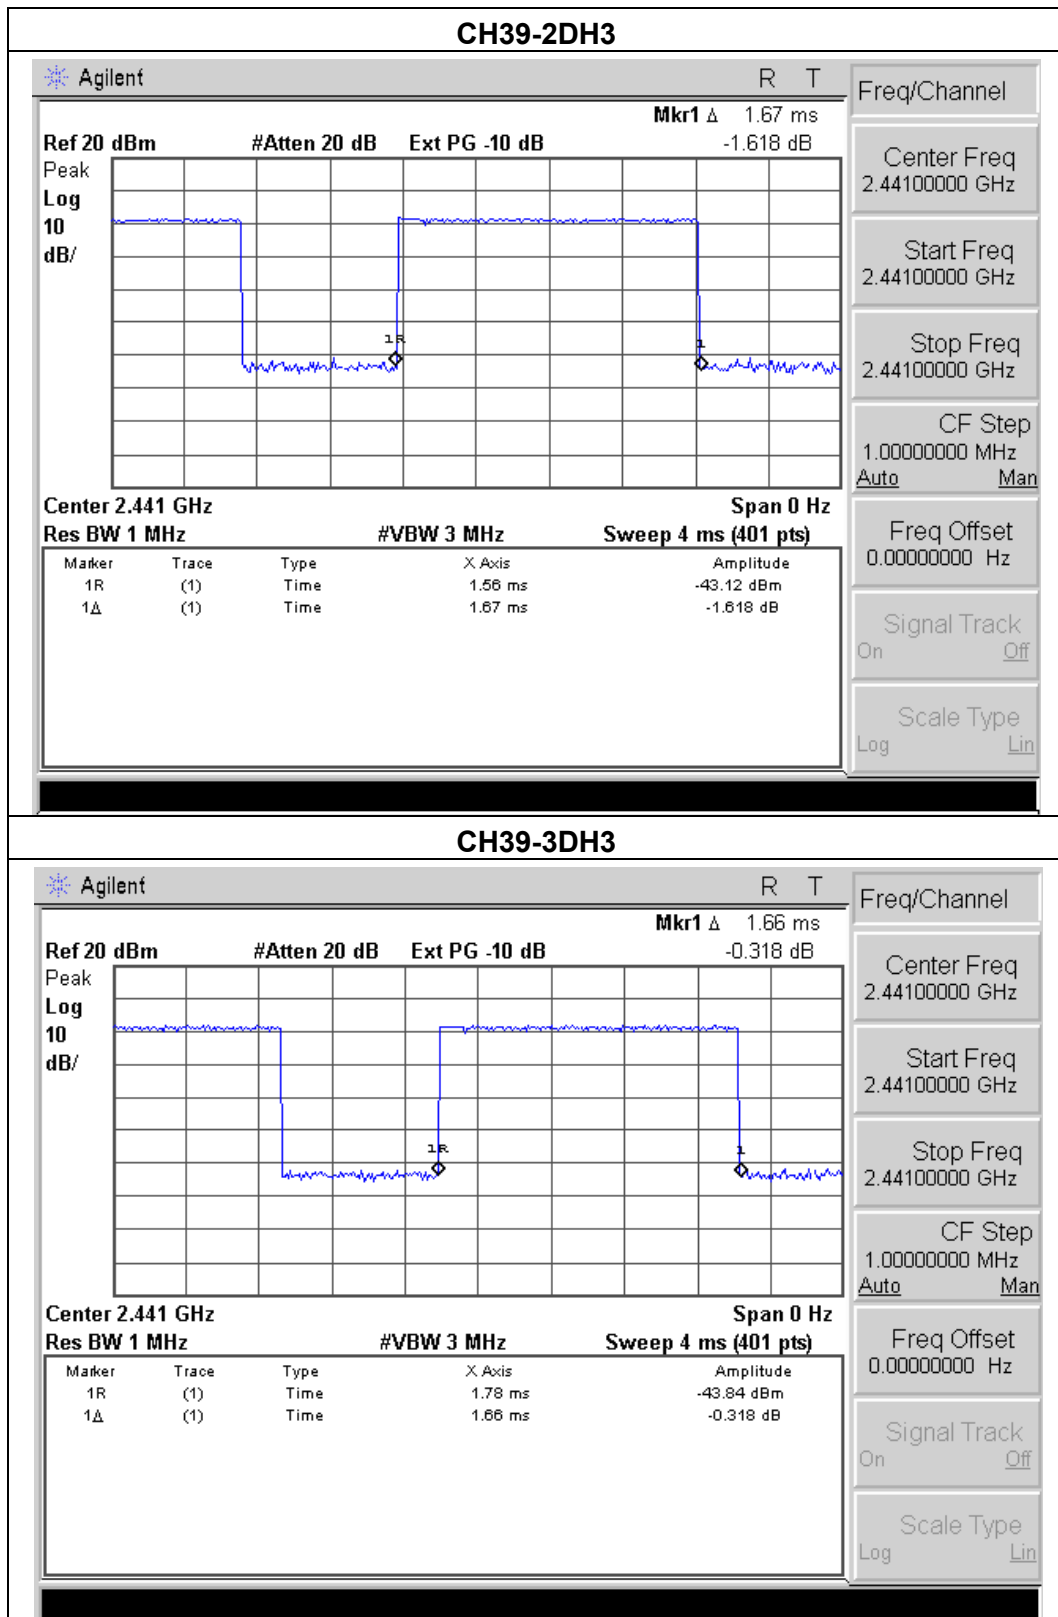 CH39-2DH3
Agilent R T
Freq/Channel
Mkr1 Δ 1.67 ms
Ref 20 dBm #Atten 20 dB Ext PG -10 dB -1.618 dB
Peak
Log
10
dB/
1R
1
Center 2.441 GHz Span 0 Hz
Res BW 1 MHz #VBW 3 MHz Sweep 4 ms (401 pts)
Marker Trace Type X Axis Amplitude
1R (1) Time 1.56 ms -43.12 dBm
1Δ (1) Time 1.67 ms -1.618 dB
Center Freq
2.44100000 GHz
Start Freq
2.44100000 GHz
Stop Freq
2.44100000 GHz
CF Step
1.00000000 MHz
Auto Man
Freq Offset
0.00000000 Hz
Signal Track
On Off
Scale Type
Log Lin
CH39-3DH3
Agilent R T
Freq/Channel
Mkr1 Δ 1.66 ms
Ref 20 dBm #Atten 20 dB Ext PG -10 dB -0.318 dB
Peak
Log
10
dB/
1R
1
Center 2.441 GHz Span 0 Hz
Res BW 1 MHz #VBW 3 MHz Sweep 4 ms (401 pts)
Marker Trace Type X Axis Amplitude
1R (1) Time 1.78 ms -43.84 dBm
1Δ (1) Time 1.66 ms -0.318 dB
Center Freq
2.44100000 GHz
Start Freq
2.44100000 GHz
Stop Freq
2.44100000 GHz
CF Step
1.00000000 MHz
Auto Man
Freq Offset
0.00000000 Hz
Signal Track
On Off
Scale Type
Log Lin